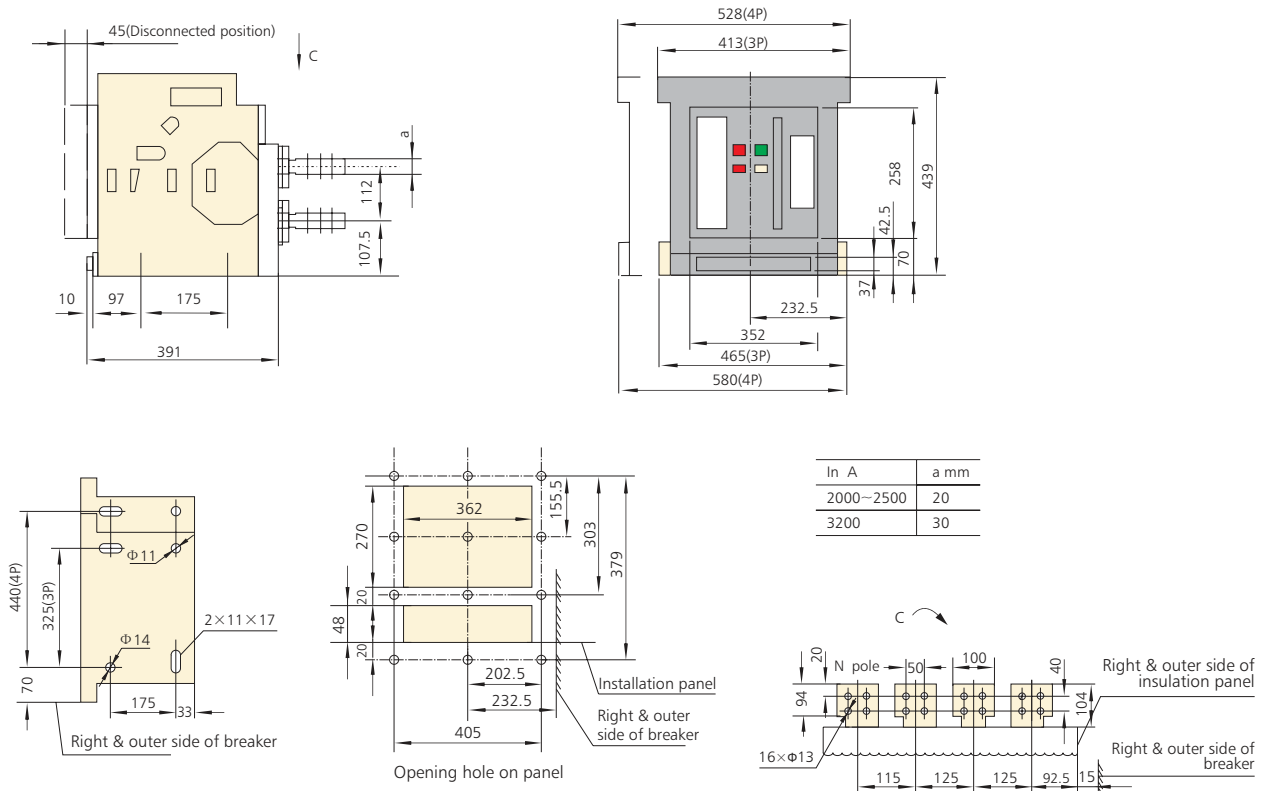 45(Disconnected position)
C
a
112
107.5
10
97
175
391
528(4P)
413(3P)
258
439
42.5
70
37
232.5
352
465(3P)
580(4P)
440(4P)
325(3P)
70
Φ11
Φ14
2×11×17
175
33
Right & outer side of breaker
362
270
20
48
20
155.5
303
379
202.5
232.5
405
Installation panel
Right & outer
side of breaker
Opening hole on panel
In A a mm
2000~2500 20
3200 30
C
N pole
50
100
20
94
40
104
16×Φ13
115
125
125
92.5
15
Right & outer side of
insulation panel
Right & outer side of
breaker